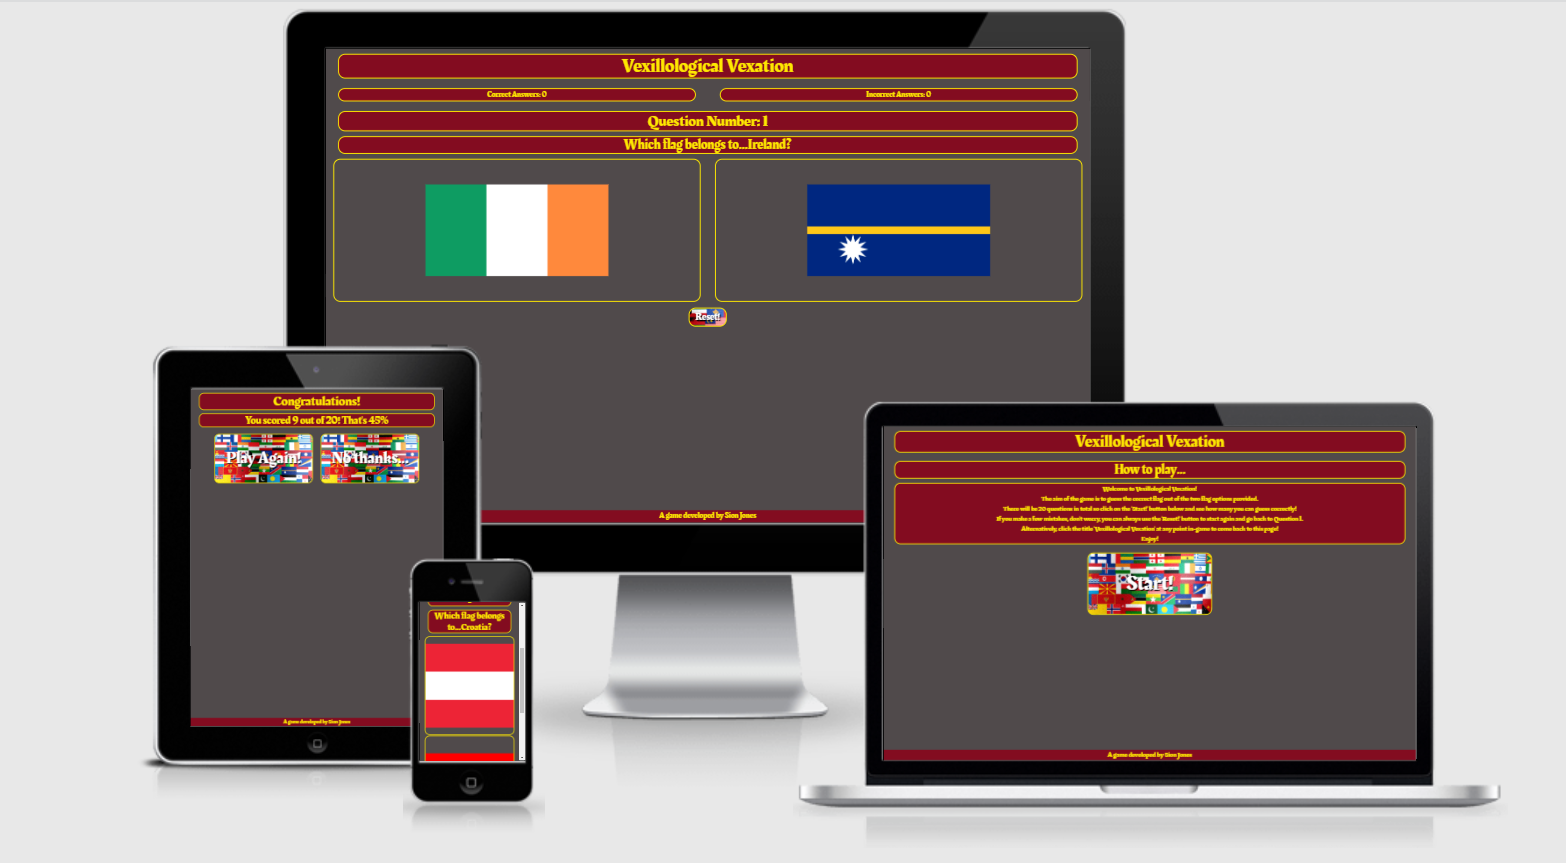 Vexillological Vexation
Correct Answers: 0
Incorrect Answers: 0
Question Number: 1
Which flag belongs to...Ireland?
Reset!
A game developed by Sion Jones
Congratulations!
You scored 9 out of 20! That's 45%
Play Again!
No thanks...
A game developed by Sion Jones
Which flag belongs
to...Croatia?
Vexillological Vexation
How to play...
Welcome to Vexillological Vexation!
The aim of the game is to guess the correct flag out of the two flag options provided.
There will be 20 questions in total so click on the 'Start!' button below and see how many you can guess correctly!
If you make a few mistakes, don't worry, you can always use the 'Reset!' button to start again and go back to Question 1.
Alternatively, click the title 'Vexillological Vexation' at any point in-game to come back to this page!
Enjoy!
Start!
A game developed by Sion Jones